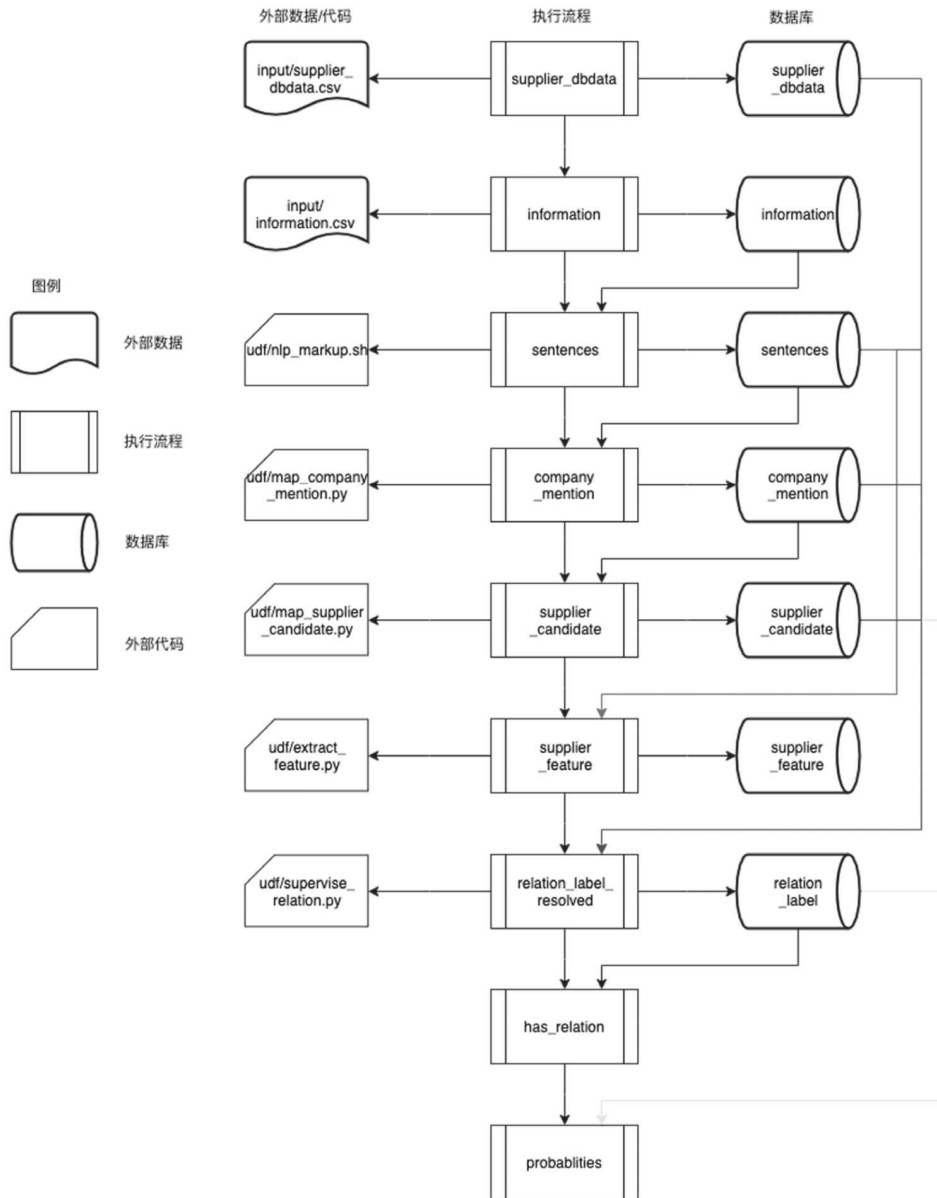 外部数据/代码
执行流程
数据库
input/supplier_
dbdata.csv
supplier_dbdata
supplier
_dbdata
input/
information.csv
information
information
图例
外部数据
执行流程
数据库
外部代码
udf/nlp_markup.sh
sentences
sentences
udf/map_company
_mention.py
company
_mention
company
_mention
udf/map_supplier
_candidate.py
supplier
_candidate
supplier
_candidate
udf/extract_
feature.py
supplier
_feature
supplier
_feature
udf/supervise_
relation.py
relation_label_
resolved
relation
_label
has_relation
probablities